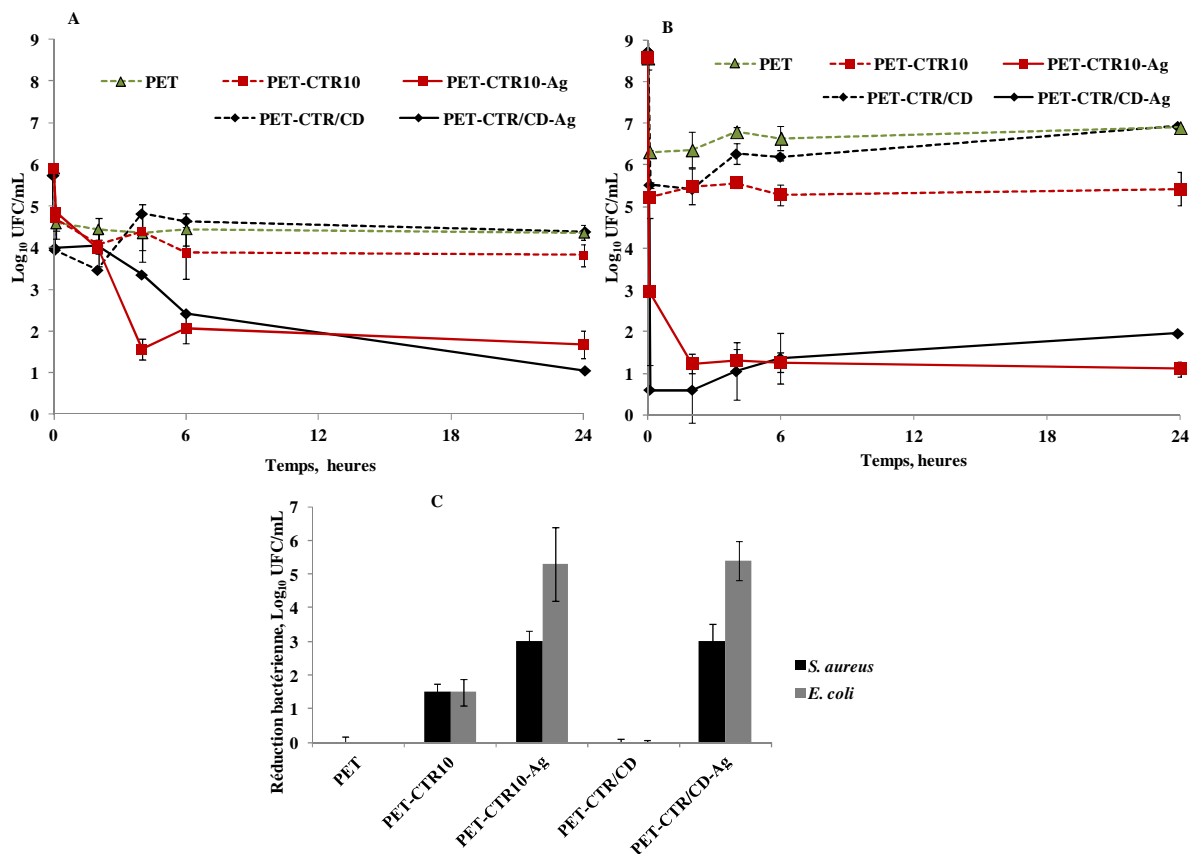 A
9
8
7
6
5
4
3
2
1
0
Log10 UFC/mL
PET
PET-CTR10
PET-CTR10-Ag
PET-CTR/CD
PET-CTR/CD-Ag
0
6
12
18
24
Temps, heures
B
9
8
7
6
5
4
3
2
1
0
Log10 UFC/mL
PET
PET-CTR10
PET-CTR10-Ag
PET-CTR/CD
PET-CTR/CD-Ag
0
6
12
18
24
Temps, heures
C
7
6
5
4
3
2
1
0
Réduction bactérienne, Log10 UFC/mL
S. aureus
E. coli
PET
PET-CTR10
PET-CTR10-Ag
PET-CTR/CD
PET-CTR/CD-Ag